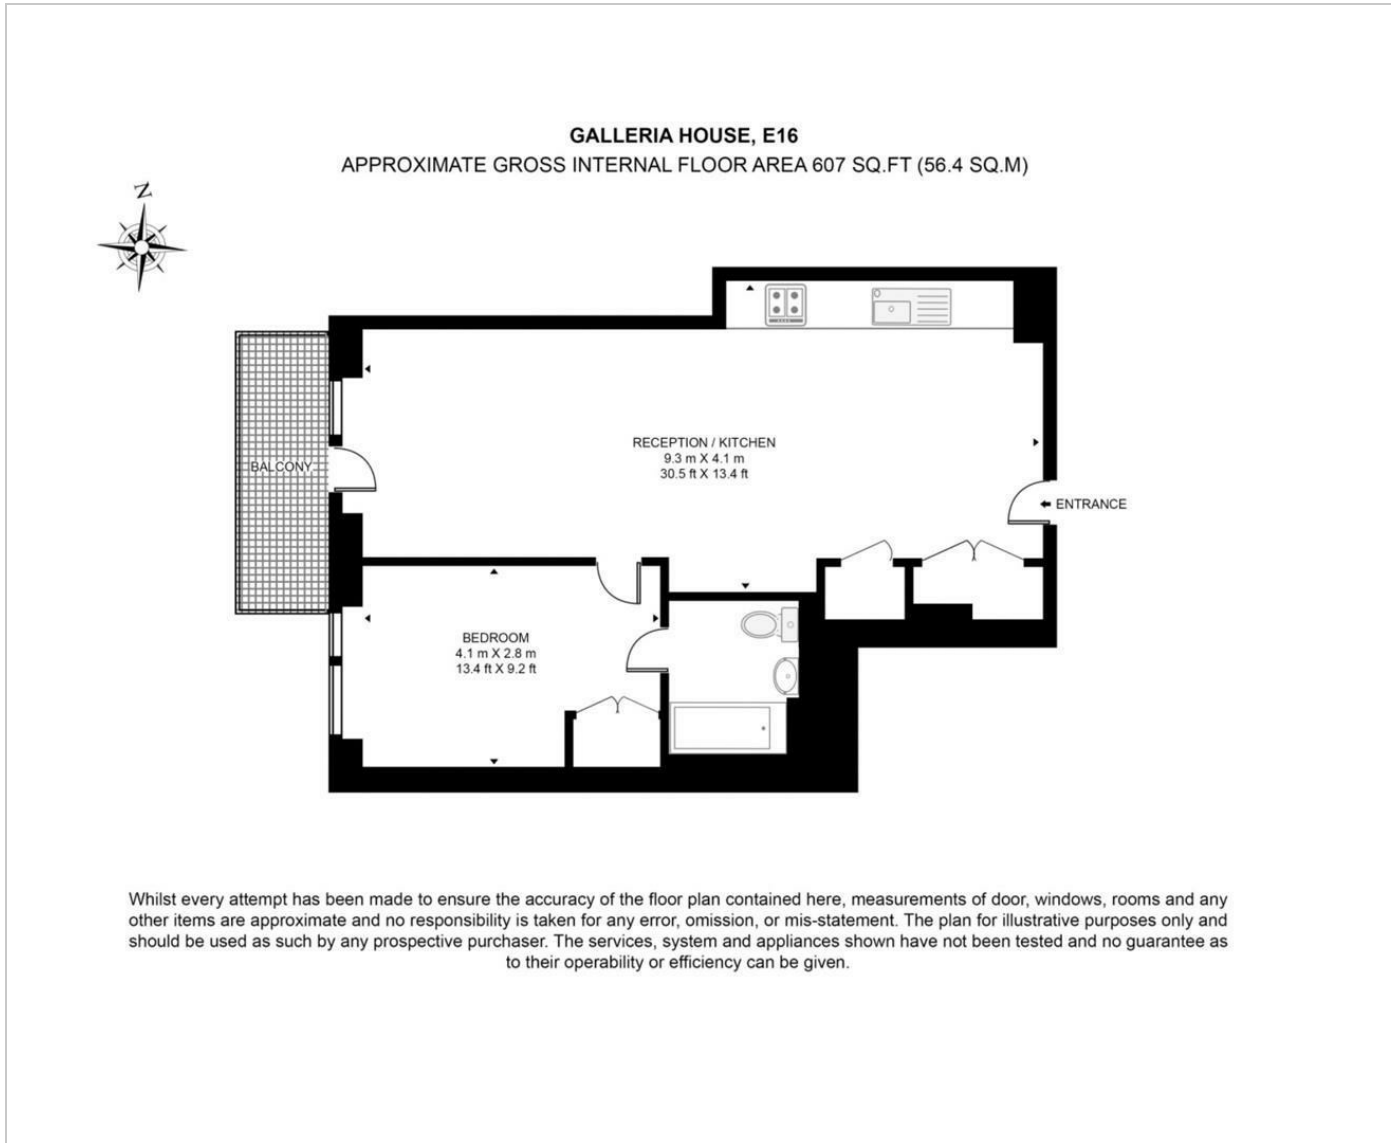 GALLERIA HOUSE, E16
APPROXIMATE GROSS INTERNAL FLOOR AREA 607 SQ.FT (56.4 SQ.M)
N
RECEPTION / KITCHEN
9.3 m X 4.1 m
30.5 ft X 13.4 ft
BALCONY
ENTRANCE
BEDROOM
4.1 m X 2.8 m
13.4 ft X 9.2 ft
Whilst every attempt has been made to ensure the accuracy of the floor plan contained here, measurements of door, windows, rooms and any
other items are approximate and no responsibility is taken for any error, omission, or mis-statement. The plan for illustrative purposes only and
should be used as such by any prospective purchaser. The services, system and appliances shown have not been tested and no guarantee as
to their operability or efficiency can be given.